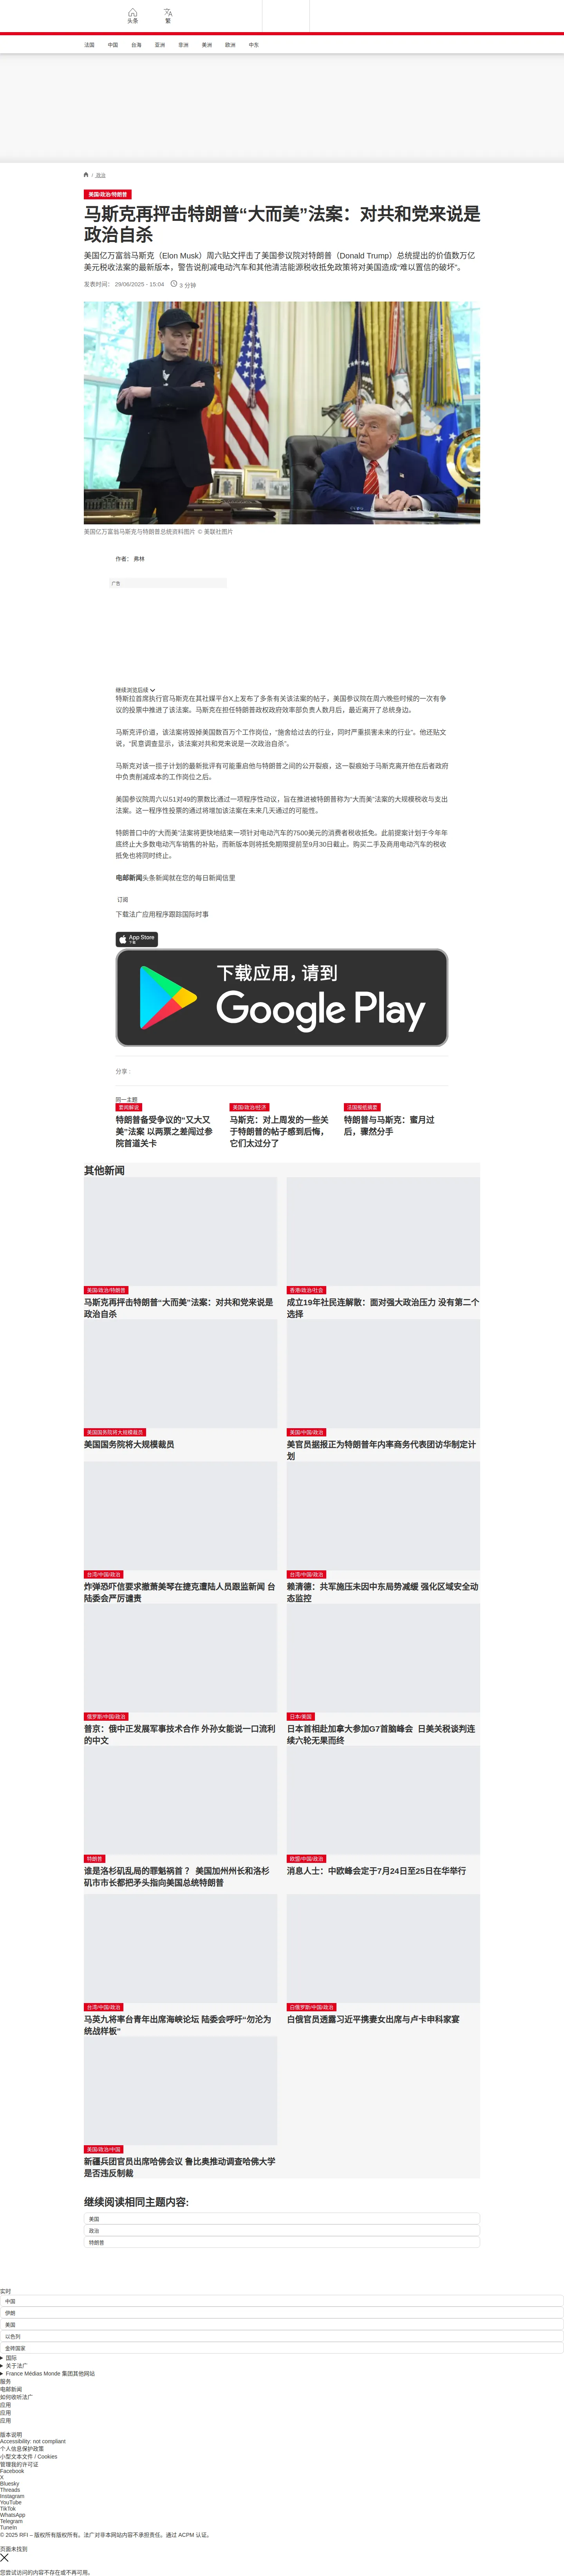 头条
繁
法国
中国
台海
亚洲
非洲
美洲
欧洲
中东
/ 政治
美国/政治/特朗普
马斯克再抨击特朗普“大而美”法案：对共和党来说是
政治自杀
美国亿万富翁马斯克（Elon Musk）周六贴文抨击了美国参议院对特朗普（Donald Trump）总统提出的价值数万亿
美元税收法案的最新版本，警告说削减电动汽车和其他清洁能源税收抵免政策将对美国造成“难以置信的破坏”。
发表时间： 29/06/2025 - 15:04 3 分钟
美国亿万富翁马斯克与特朗普总统资料图片 © 美联社图片
作者： 弗林
广告
继续浏览后续
特斯拉首席执行官马斯克在其社媒平台X上发布了多条有关该法案的帖子，美国参议院在周六晚些时候的一次有争
议的投票中推进了该法案。马斯克在担任特朗普政权政府效率部负责人数月后，最近离开了总统身边。
马斯克评价道，该法案将毁掉美国数百万个工作岗位，“施舍给过去的行业，同时严重损害未来的行业”。他还贴文
说，“民意调查显示，该法案对共和党来说是一次政治自杀”。
马斯克对该一揽子计划的最新批评有可能重启他与特朗普之间的公开裂痕，这一裂痕始于马斯克离开他在后者政府
中负责削减成本的工作岗位之后。
美国参议院周六以51对49的票数比通过一项程序性动议，旨在推进被特朗普称为“大而美”法案的大规模税收与支出
法案。这一程序性投票的通过将增加该法案在未来几天通过的可能性。
特朗普口中的“大而美”法案将更快地结束一项针对电动汽车的7500美元的消费者税收抵免。此前提案计划于今年年
底终止大多数电动汽车销售的补贴，而新版本则将抵免期限提前至9月30日截止。购买二手及商用电动汽车的税收
抵免也将同时终止。
电邮新闻头条新闻就在您的每日新闻信里
订阅
下载法广应用程序跟踪国际时事
App Store
下载
下载应用，请到
Google Play
分享 :
同一主题
要闻解说
特朗普备受争议的“又大又
美”法案 以两票之差闯过参
院首道关卡
美国/政治/经济
马斯克：对上周发的一些关
于特朗普的帖子感到后悔，
它们太过分了
法国报纸摘要
特朗普与马斯克：蜜月过
后，骤然分手
其他新闻
美国/政治/特朗普
马斯克再抨击特朗普“大而美”法案：对共和党来说是
政治自杀
香港/政治/社会
成立19年社民连解散：面对强大政治压力 没有第二个
选择
美国国务院将大规模裁员
美国国务院将大规模裁员
美国/中国/政治
美官员据报正为特朗普年内率商务代表团访华制定计
划
台湾/中国/政治
炸弹恐吓信要求撤萧美琴在捷克遭陆人员跟监新闻 台
陆委会严厉谴责
台湾/中国/政治
赖清德：共军施压未因中东局势减缓 强化区域安全动
态监控
俄罗斯/中国/政治
普京：俄中正发展军事技术合作 外孙女能说一口流利
的中文
日本/美国
日本首相赴加拿大参加G7首脑峰会 日美关税谈判连
续六轮无果而终
特朗普
谁是洛杉矶乱局的罪魁祸首？ 美国加州州长和洛杉
矶市市长都把矛头指向美国总统特朗普
欧盟/中国/政治
消息人士：中欧峰会定于7月24日至25日在华举行
台湾/中国/政治
马英九将率台青年出席海峡论坛 陆委会呼吁“勿沦为
统战样板“
白俄罗斯/中国/政治
白俄官员透露习近平携妻女出席与卢卡申科家宴
美国/政治/中国
新疆兵团官员出席哈佛会议 鲁比奥推动调查哈佛大学
是否违反制裁
继续阅读相同主题内容:
美国
政治
特朗普
实时
中国
伊朗
美国
以色列
金砖国家
国际
关于法广
France Médias Monde 集团其他网站
服务
电邮新闻
如何收听法广
应用
应用
应用
版本说明
Accessibility: not compliant
个人信息保护政策
小型文本文件 / Cookies
管理我的许可证
Facebook
X
Bluesky
Threads
Instagram
YouTube
TikTok
WhatsApp
Telegram
TuneIn
© 2025 RFI – 版权所有版权所有。法广对非本网站内容不承担责任。通过 ACPM 认证。
页面未找到
您尝试访问的内容不存在或不再可用。